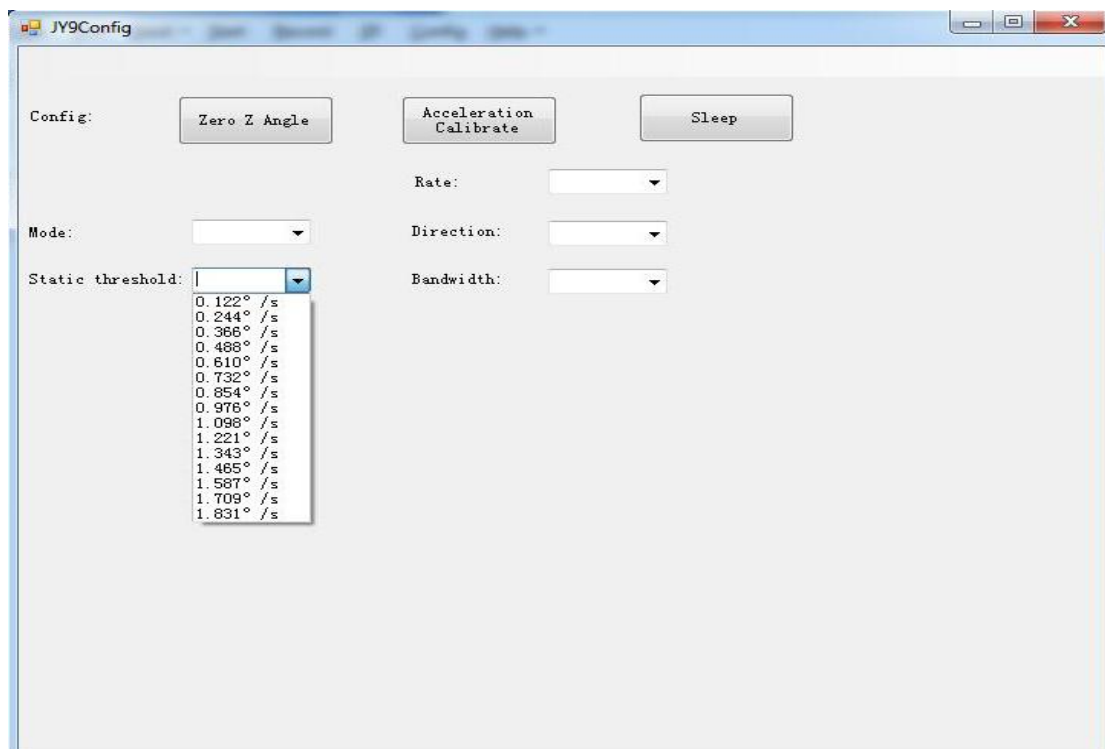 JY9Config
Config:
Zero Z Angle
Acceleration
Calibrate
Sleep
Rate:
Mode:
Direction:
Static threshold:
Bandwidth:
0.122° /s
0.244° /s
0.366° /s
0.488° /s
0.610° /s
0.732° /s
0.854° /s
0.976° /s
1.098° /s
1.221° /s
1.343° /s
1.465° /s
1.587° /s
1.709° /s
1.831° /s